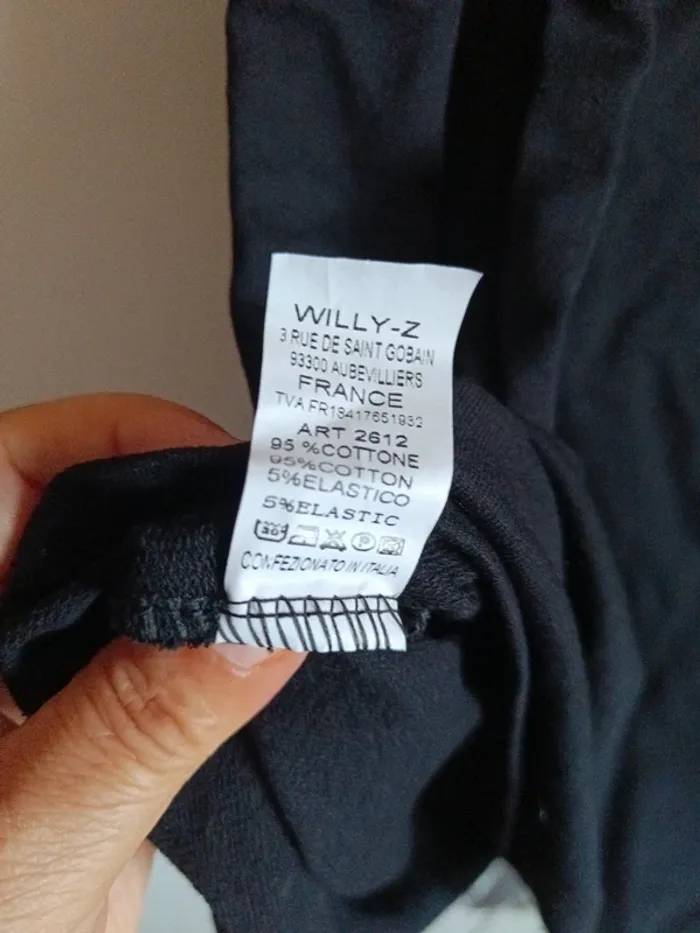 WILLY-Z
3 RUE DE SAINT GOBAIN
93300 AUBEVILLIERS
FRANCE
TVA FR18417651932
ART 2612
95 %COTTONE
95%COTTON
5%ELASTICO
5%ELASTIC
30 P
CONFEZIONATO IN ITALIA